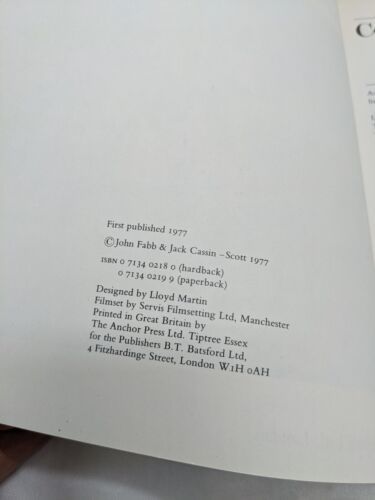 First published 1977
© John Fabb & Jack Cassin – Scott 1977
ISBN 0 7134 0218 0 (hardback)
0 7134 0219 9 (paperback)
Designed by Lloyd Martin
Filmset by Servis Filmsetting Ltd, Manchester
Printed in Great Britain by
The Anchor Press Ltd. Tiptree Essex
for the Publishers B.T. Batsford Ltd,
4 Fitzhardinge Street, London W1H 0AH